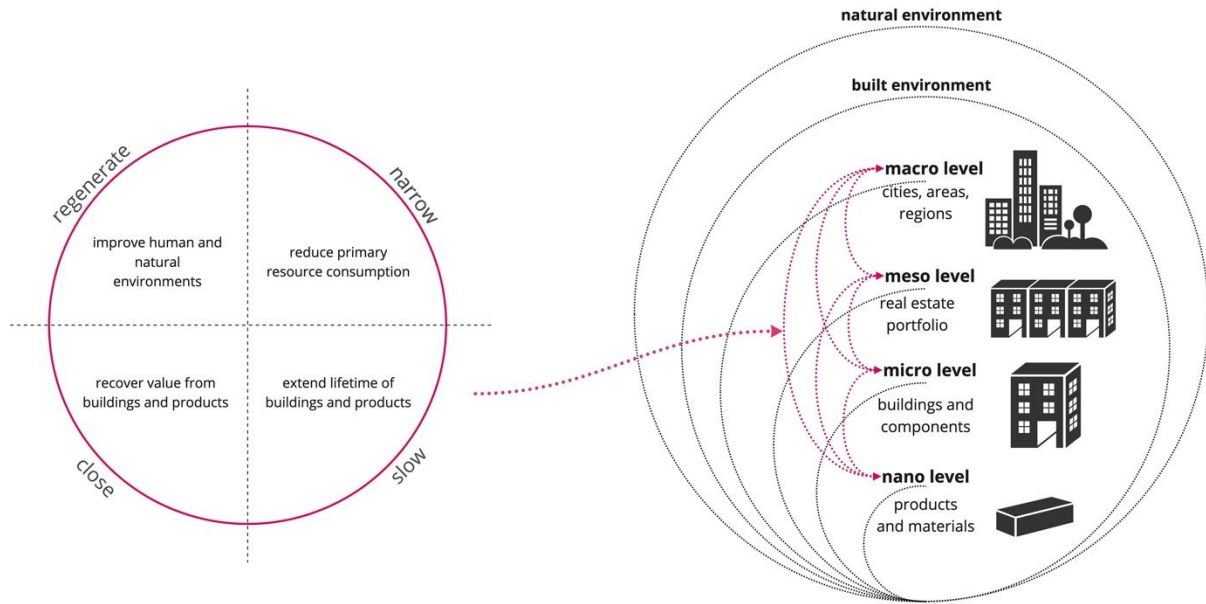 regenerate
narrow
improve human and
natural
environments
reduce primary
resource consumption
recover value from
buildings and products
extend lifetime of
buildings and products
close
slow
natural environment
built environment
macro level
cities, areas,
regions
meso level
real estate
portfolio
micro level
buildings and
components
nano level
products
and materials